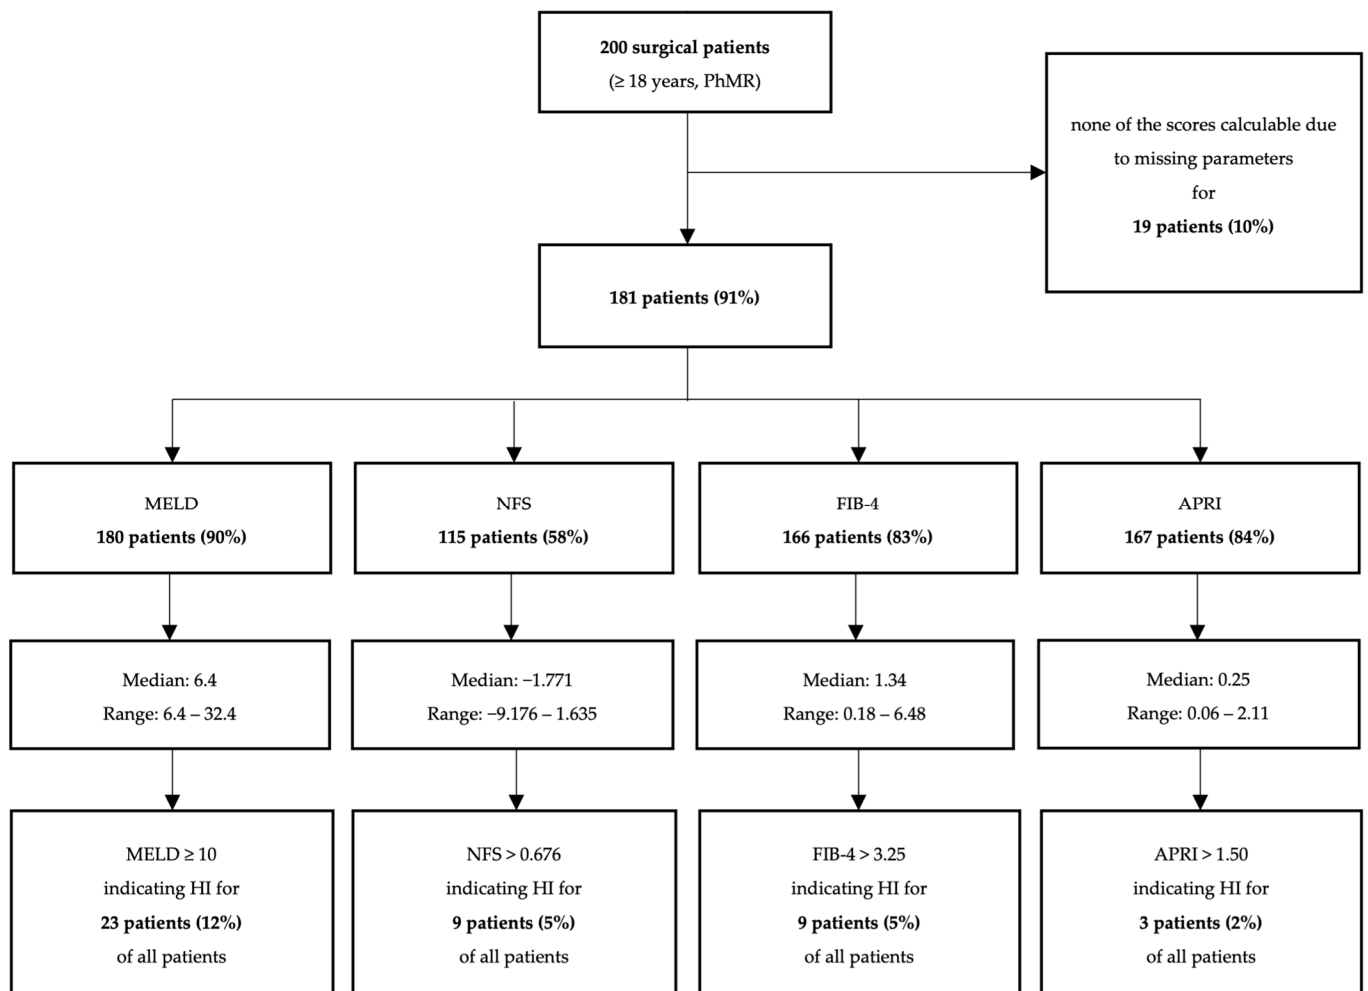 200 surgical patients
(≥ 18 years, PhMR)
none of the scores calculable due
to missing parameters
for
19 patients (10%)
181 patients (91%)
MELD
180 patients (90%)
NFS
115 patients (58%)
FIB-4
166 patients (83%)
APRI
167 patients (84%)
Median: 6.4
Range: 6.4 – 32.4
Median: −1.771
Range: −9.176 – 1.635
Median: 1.34
Range: 0.18 – 6.48
Median: 0.25
Range: 0.06 – 2.11
MELD ≥ 10
indicating HI for
23 patients (12%)
of all patients
NFS > 0.676
indicating HI for
9 patients (5%)
of all patients
FIB-4 > 3.25
indicating HI for
9 patients (5%)
of all patients
APRI > 1.50
indicating HI for
3 patients (2%)
of all patients